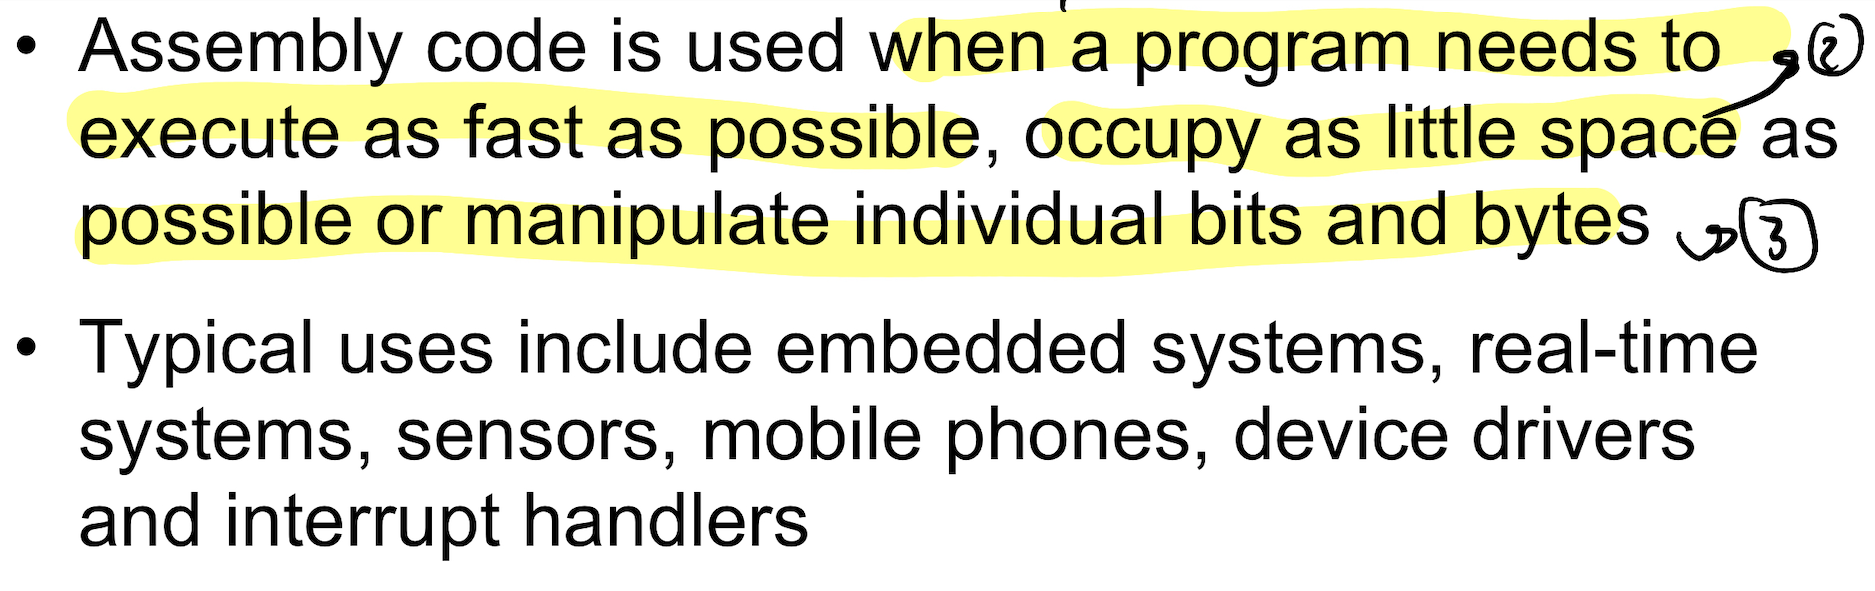 • Assembly code is used when a program needs to ②
execute as fast as possible, occupy as little space as
possible or manipulate individual bits and bytes ③
• Typical uses include embedded systems, real-time
systems, sensors, mobile phones, device drivers
and interrupt handlers